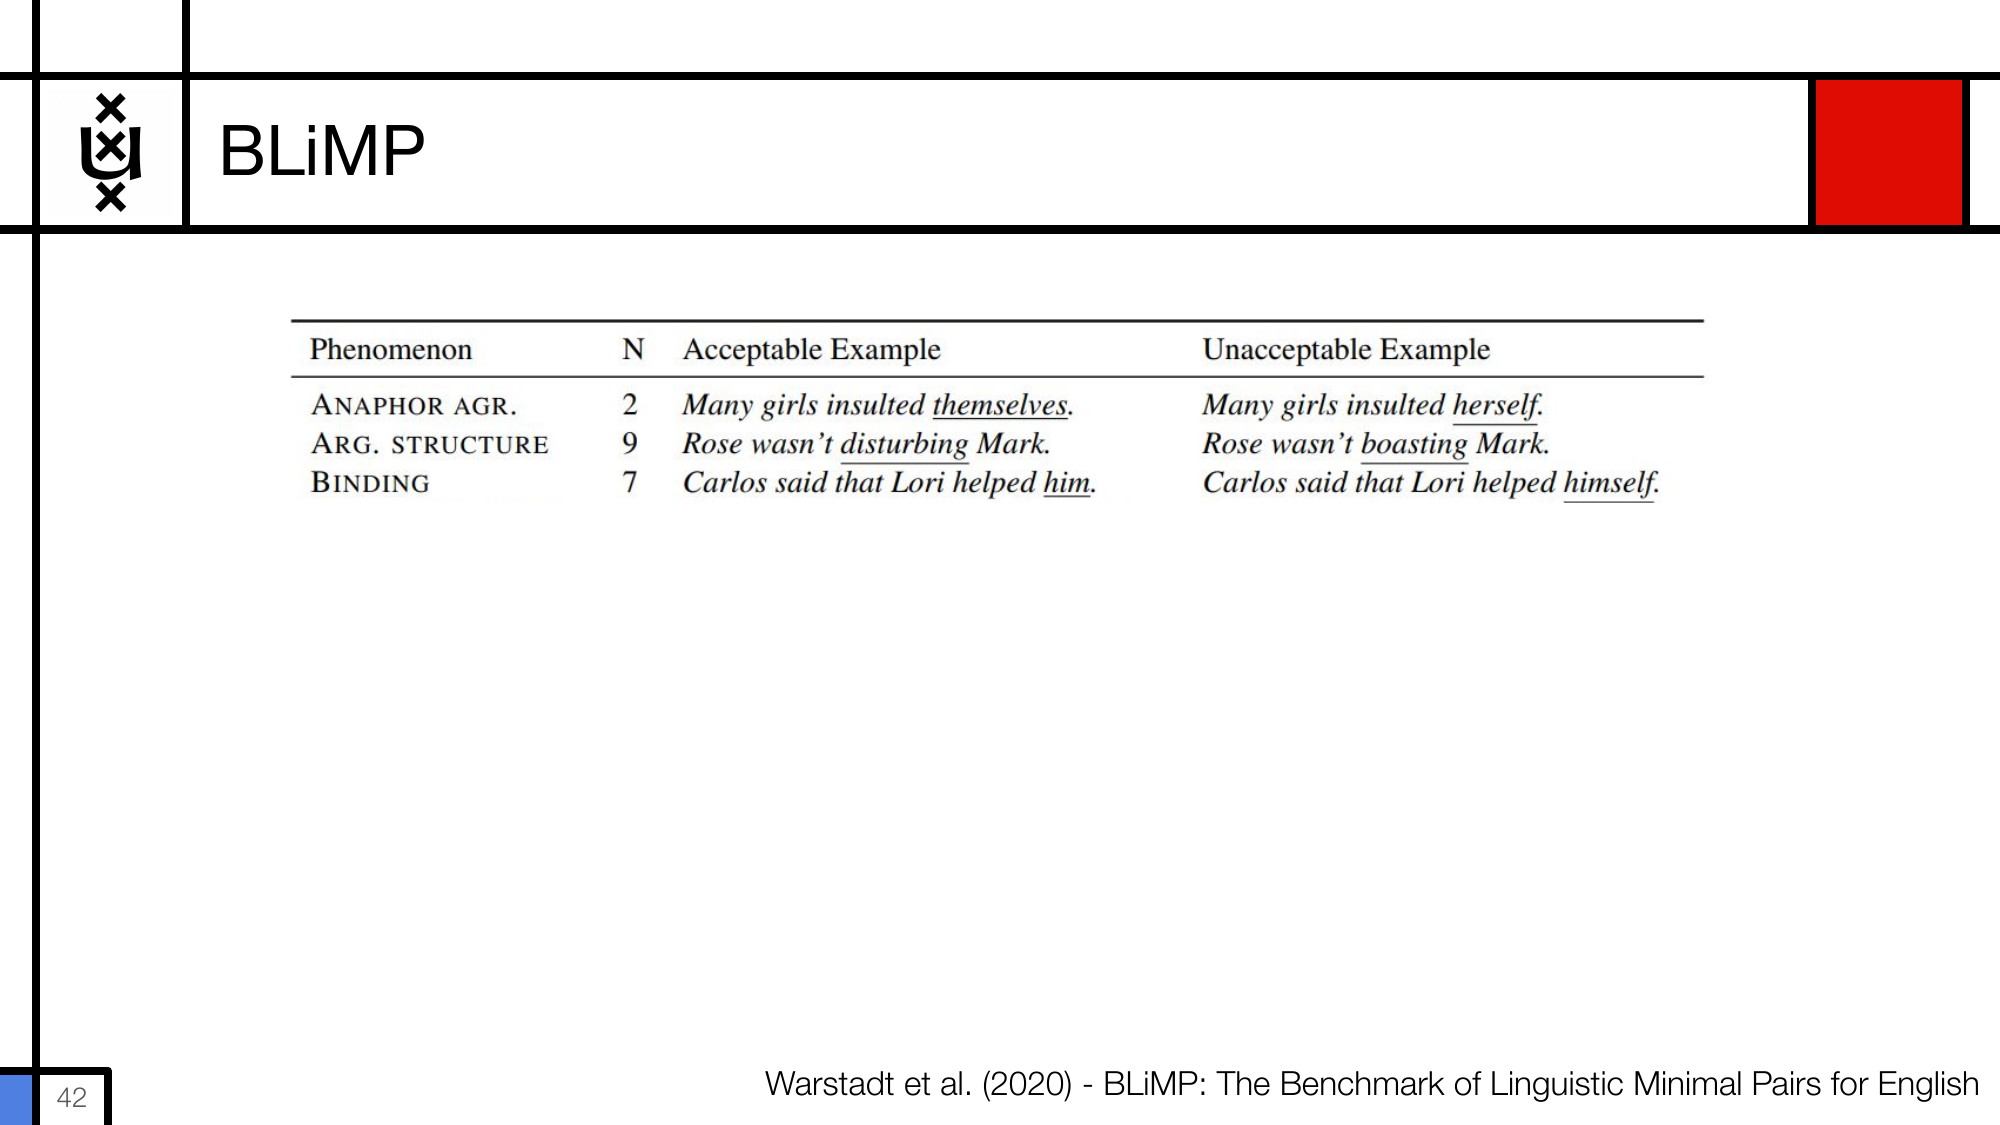 BLiMP
Phenomenon N Acceptable Example Unacceptable Example
ANAPHOR AGR. 2 Many girls insulted themselves. Many girls insulted herself.
ARG. STRUCTURE 9 Rose wasn't disturbing Mark. Rose wasn't boasting Mark.
BINDING 7 Carlos said that Lori helped him. Carlos said that Lori helped himself.
Warstadt et al. (2020) - BLiMP: The Benchmark of Linguistic Minimal Pairs for English
42